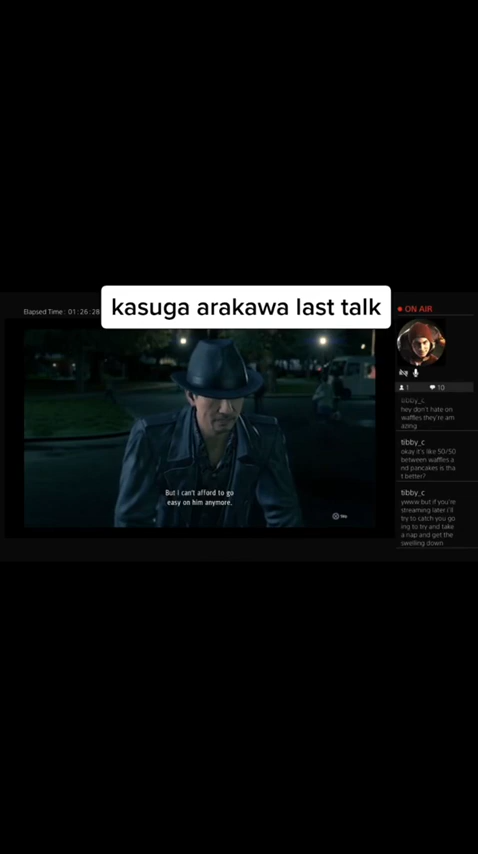 kasuga arakawa last talk
Elapsed Time : 01:26:28
ON AIR
1
10
tibby_c
hey don't hate on
waffles they're am
azing
tibby_c
okay it's like 50/50
between waffles a
nd pancakes is tha
t better?
tibby_c
ywww but if you're
streaming later i'll
try to catch you go
ing to try and take
a nap and get the
swelling down
But I can't afford to go
easy on him anymore.
Skip